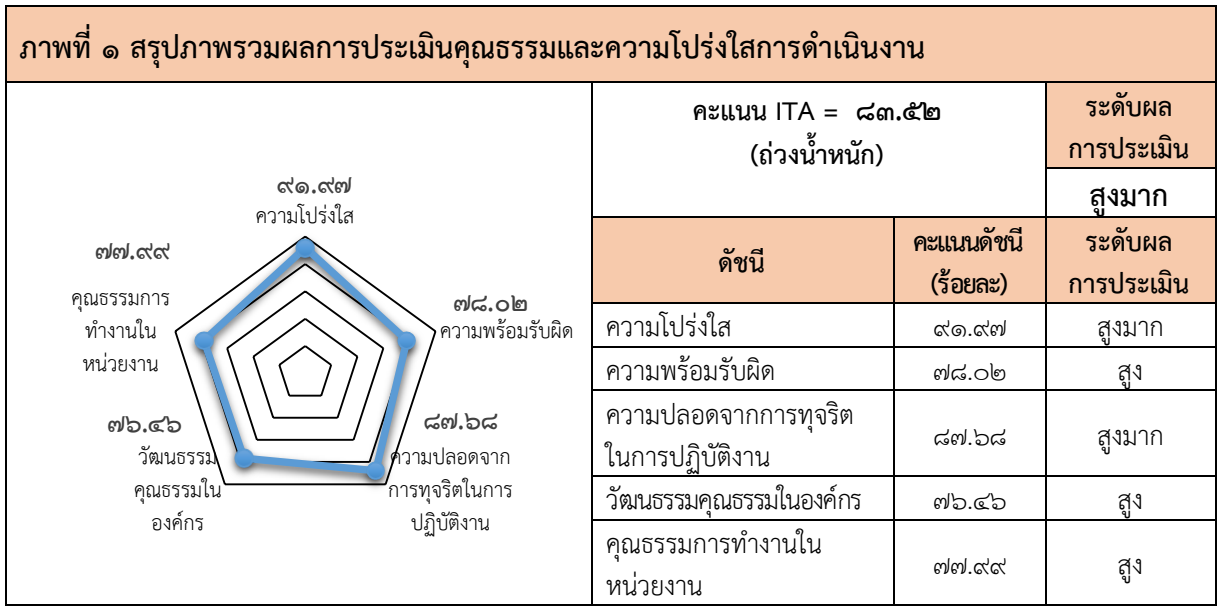 ภาพที่ ๑ สรุปภาพรวมผลการประเมินคุณธรรมและความโปร่งใสการดำเนินงาน
๙๑.๙๗
ความโปร่งใส
๗๘.๐๒
ความพร้อมรับผิด
๘๗.๖๘
ความปลอดจาก
การทุจริตในการ
ปฏิบัติงาน
๗๖.๔๖
วัฒนธรรม
คุณธรรมใน
องค์กร
๗๗.๙๙
คุณธรรมการ
ทำงานใน
หน่วยงาน
คะแนน ITA = ๘๓.๕๒
(ถ่วงน้ำหนัก)
ระดับผล
การประเมิน
สูงมาก
ดัชนี
คะแนนดัชนี
(ร้อยละ)
ระดับผล
การประเมิน
ความโปร่งใส ๙๑.๙๗ สูงมาก
ความพร้อมรับผิด ๗๘.๐๒ สูง
ความปลอดจากการทุจริต
ในการปฏิบัติงาน
๘๗.๖๘ สูงมาก
วัฒนธรรมคุณธรรมในองค์กร ๗๖.๔๖ สูง
คุณธรรมการทำงานใน
หน่วยงาน
๗๗.๙๙ สูง